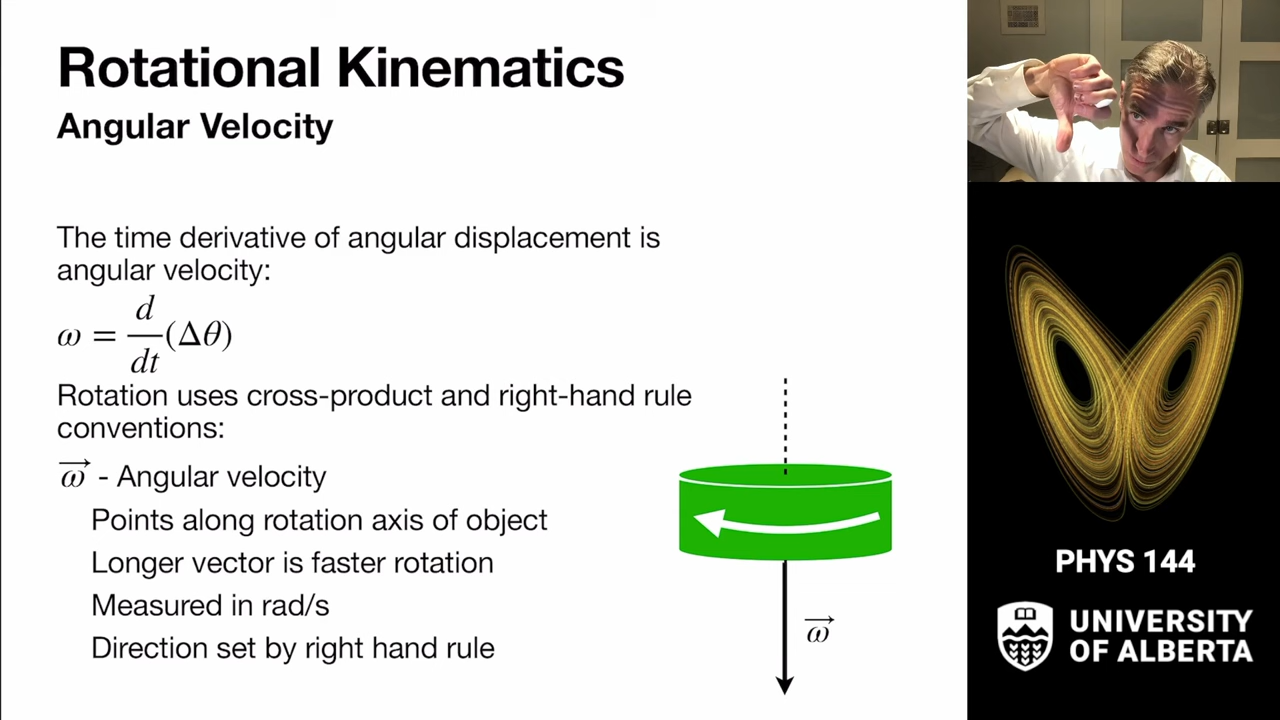 Rotational Kinematics
Angular Velocity
The time derivative of angular displacement is
angular velocity:
ω = d/dt (Δθ)
Rotation uses cross-product and right-hand rule
conventions:
ω⃗ - Angular velocity
Points along rotation axis of object
Longer vector is faster rotation
Measured in rad/s
Direction set by right hand rule
ω⃗
PHYS 144
UNIVERSITY
OF ALBERTA